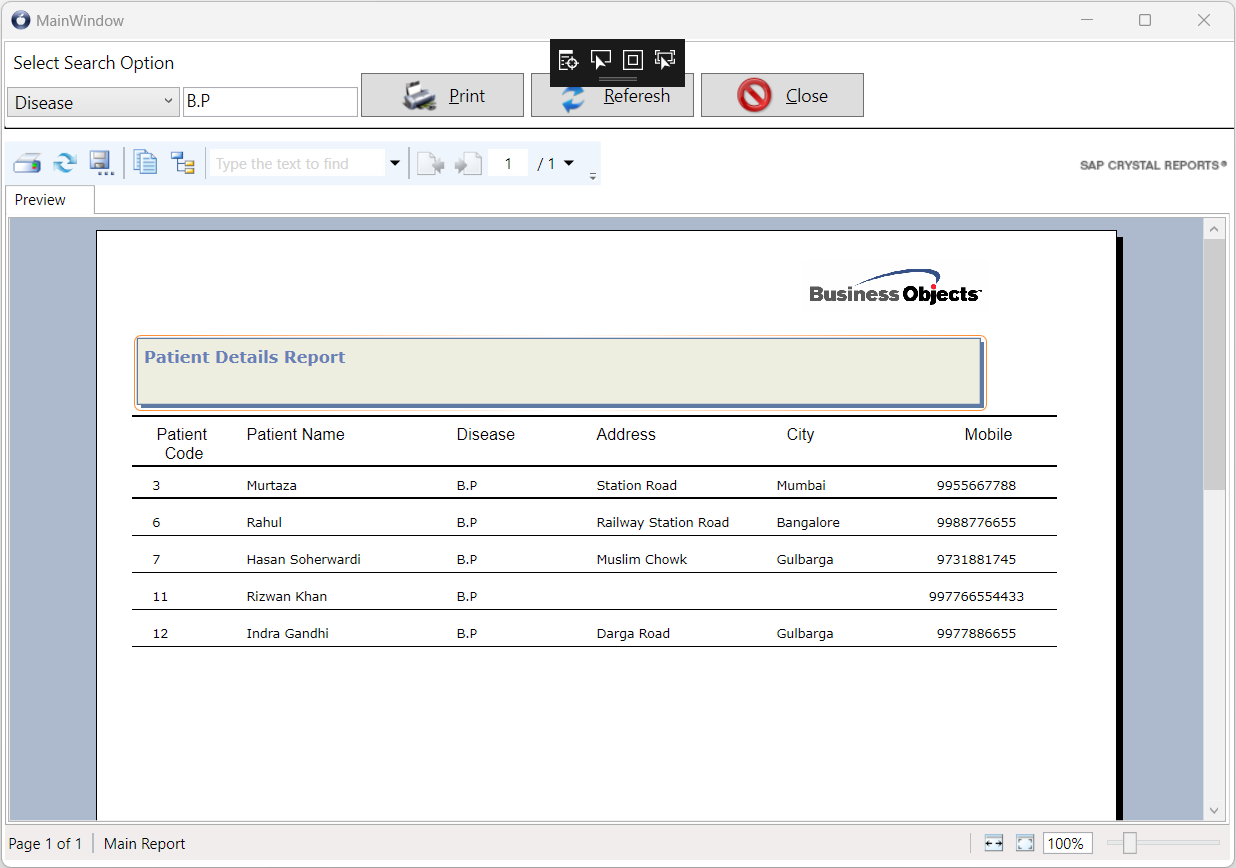 MainWindow
Select Search Option
Disease B.P Print Referesh Close
Type the text to find 1 / 1 SAP CRYSTAL REPORTS®
Preview
Business Objects™
Patient Details Report
Patient Code Patient Name Disease Address City Mobile
3 Murtaza B.P Station Road Mumbai 9955667788
6 Rahul B.P Railway Station Road Bangalore 9988776655
7 Hasan Soherwardi B.P Muslim Chowk Gulbarga 9731881745
11 Rizwan Khan B.P 997766554433
12 Indra Gandhi B.P Darga Road Gulbarga 9977886655
Page 1 of 1 Main Report 100%